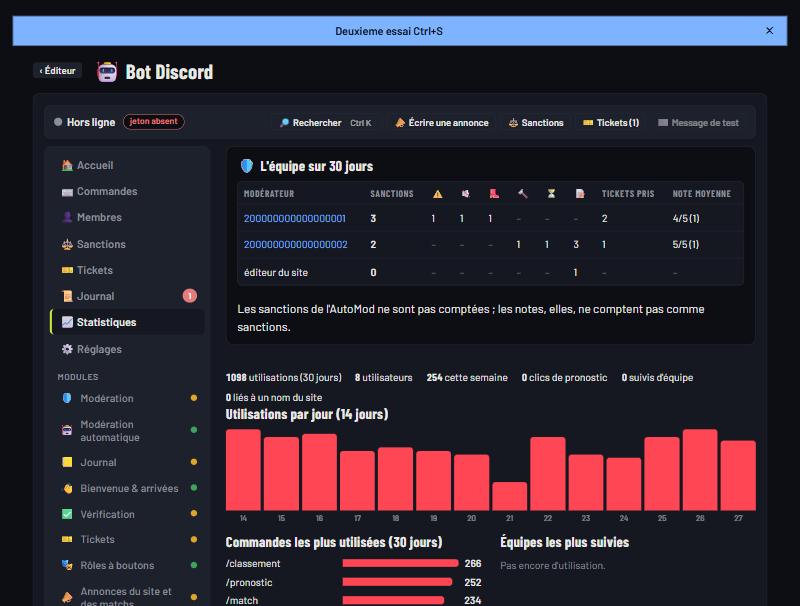 Deuxieme essai Ctrl+S ×
‹ Éditeur Bot Discord
Hors ligne jeton absent Rechercher Ctrl K Écrire une annonce Sanctions Tickets (1) Message de test
Accueil
Commandes
Membres
Sanctions
Tickets
Journal 1
Statistiques
Réglages
MODULES
Modération
Modération
automatique
Journal
Bienvenue & arrivées
Vérification
Tickets
Rôles à boutons
Annonces du site et
des matchs
L'équipe sur 30 jours
MODÉRATEUR SANCTIONS TICKETS PRIS NOTE MOYENNE
200000000000000001 3 1 1 1 – – – 2 4/5 (1)
200000000000000002 2 – – – 1 1 3 1 5/5 (1)
éditeur du site 0 – – – – – 1 – –
Les sanctions de l'AutoMod ne sont pas comptées ; les notes, elles, ne comptent pas comme
sanctions.
1098 utilisations (30 jours) 8 utilisateurs 254 cette semaine 0 clics de pronostic 0 suivis d'équipe
0 liés à un nom du site
Utilisations par jour (14 jours)
14 15 16 17 18 19 20 21 22 23 24 25 26 27
Commandes les plus utilisées (30 jours)
/classement 266
/pronostic 252
/match 234
Équipes les plus suivies
Pas encore d'utilisation.